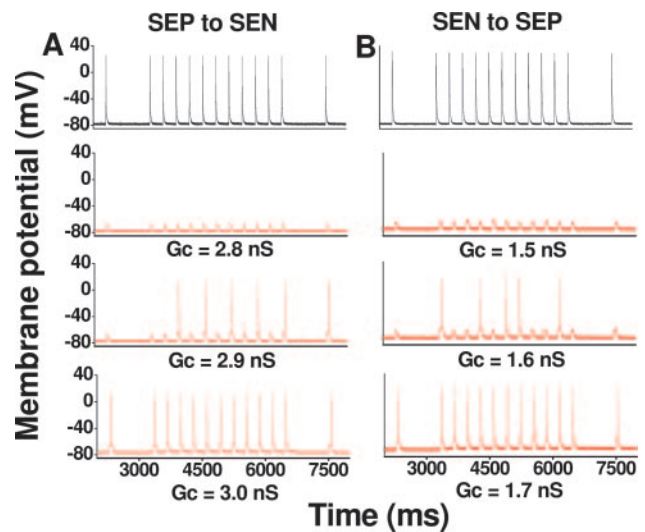 SEP to SEN
SEN to SEP
A
B
Membrane potential (mV)
40
0
-40
-80
40
0
-40
-80
Gc = 2.8 nS
Gc = 1.5 nS
40
0
-40
-80
Gc = 2.9 nS
Gc = 1.6 nS
40
0
-40
-80
3000 4500 6000 7500
3000 4500 6000 7500
Gc = 3.0 nS
Gc = 1.7 nS
Time (ms)